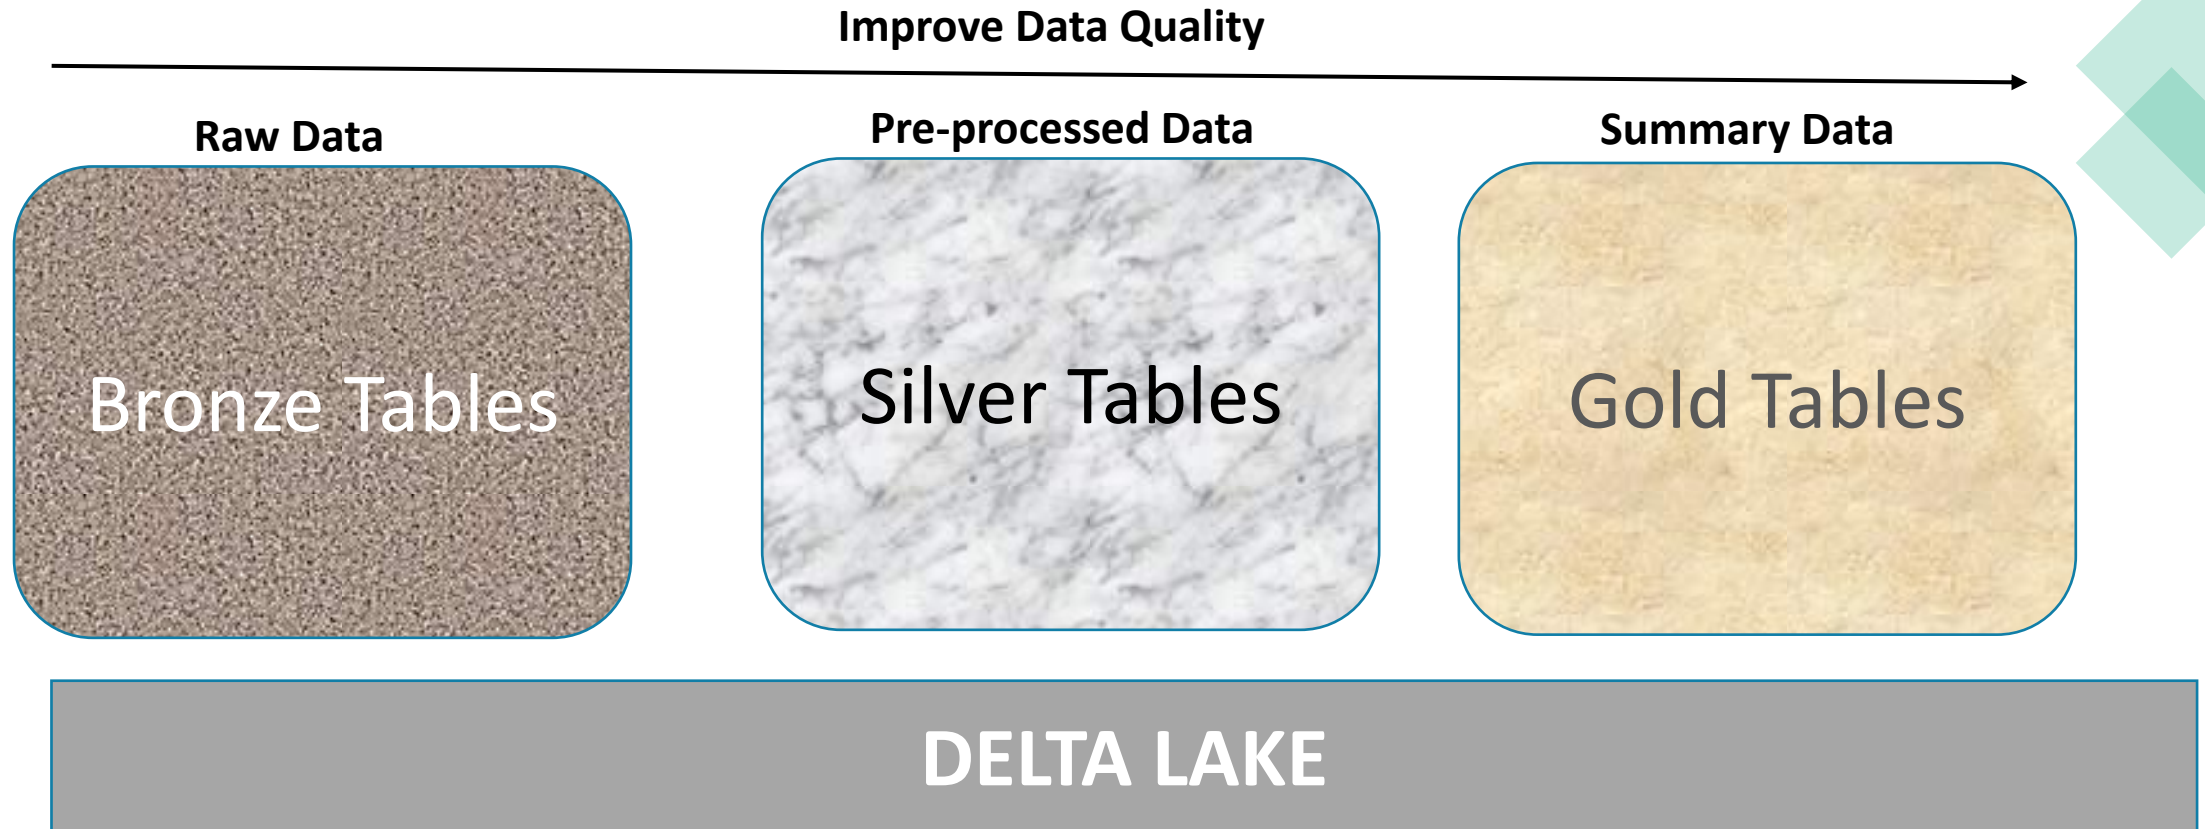 Improve Data Quality
Raw Data
Pre-processed Data
Summary Data
Bronze Tables
Silver Tables
Gold Tables
DELTA LAKE